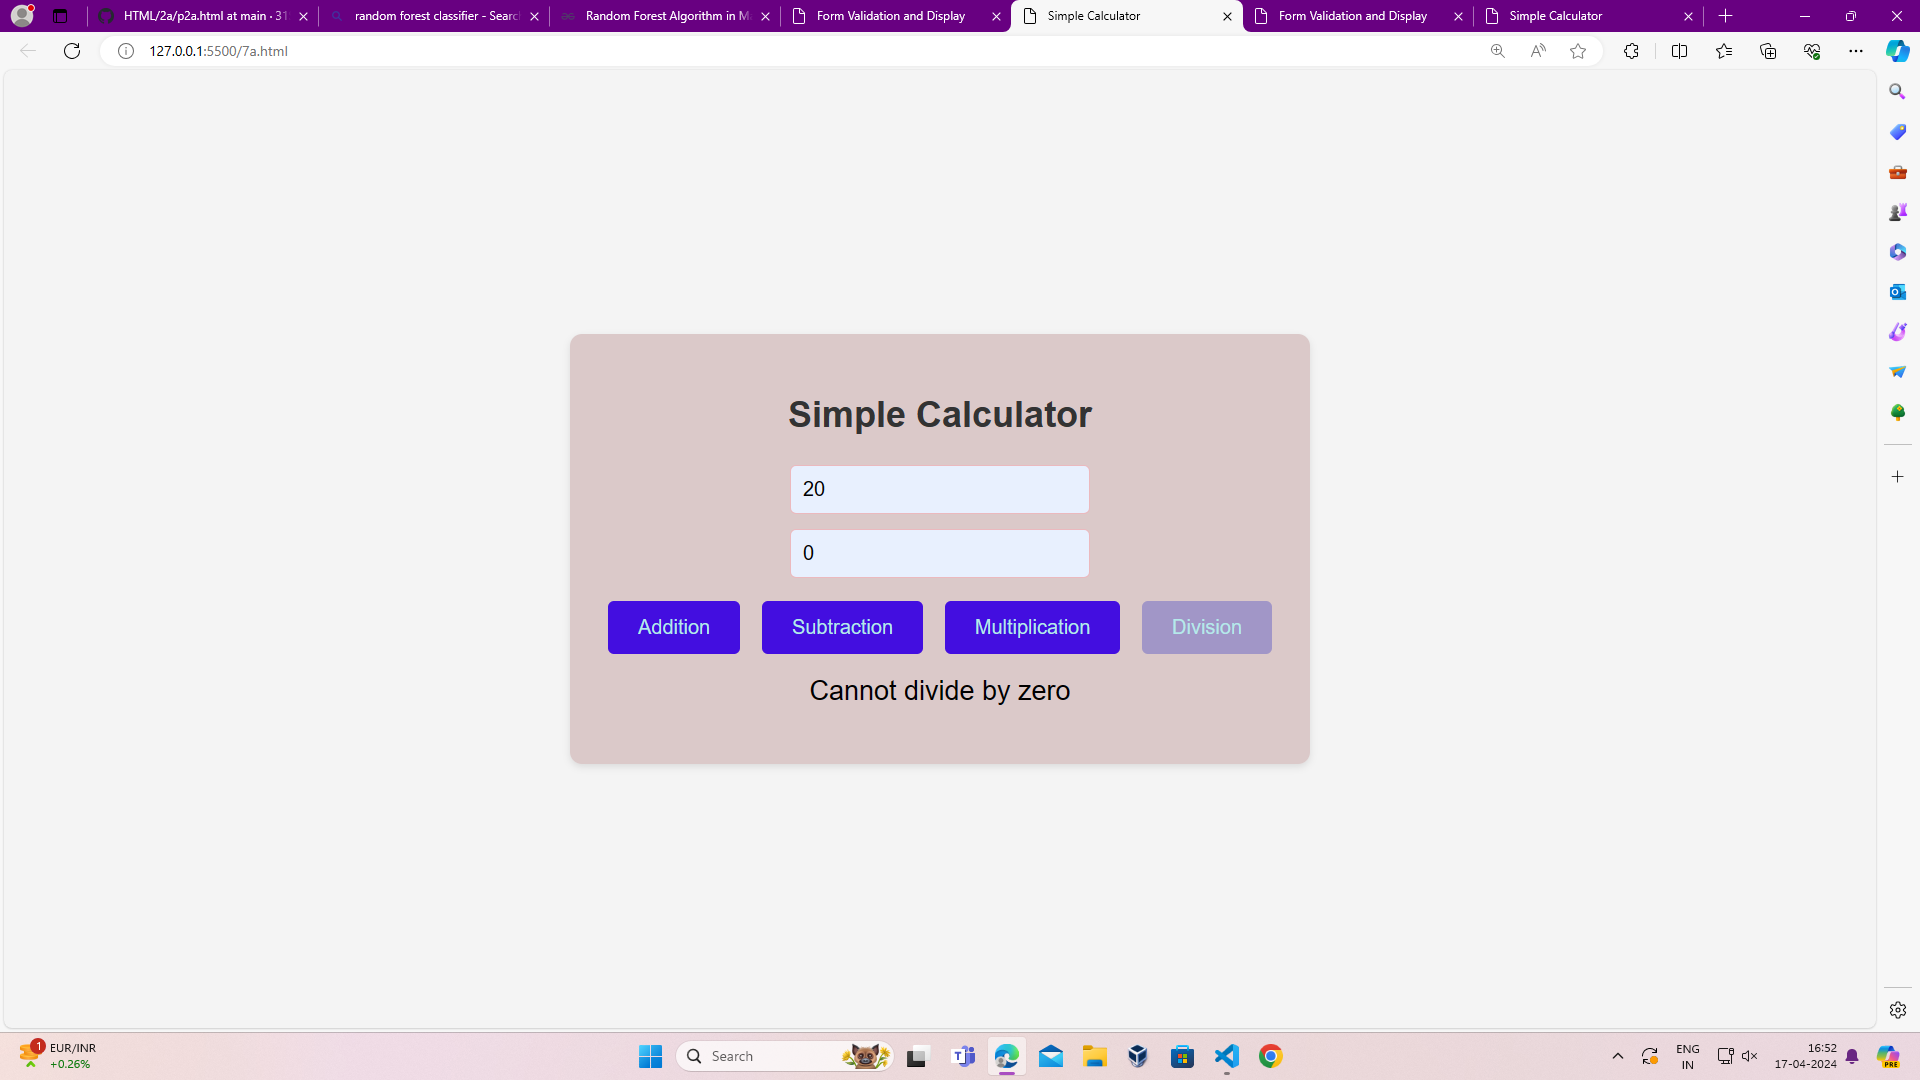 HTML/2a/p2a.html at main · 31
random forest classifier - Search
Random Forest Algorithm in Ma
Form Validation and Display
Simple Calculator
Form Validation and Display
Simple Calculator
127.0.0.1:5500/7a.html
Simple Calculator
20
0
Addition
Subtraction
Multiplication
Division
Cannot divide by zero
1
EUR/INR
+0.26%
Search
ENG
IN
16:52
17-04-2024
PRE